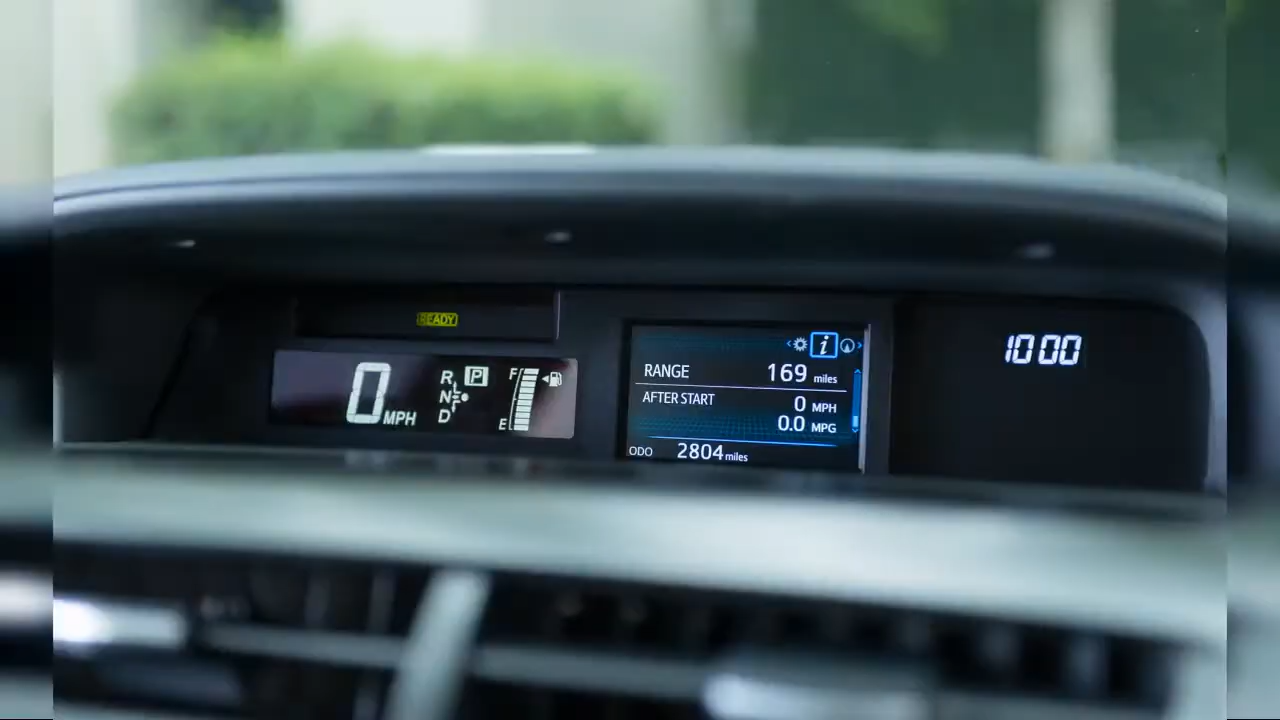 READY
0 MPH
R P
N
D
F
E
i
RANGE 169 miles
AFTER START 0 MPH
0.0 MPG
ODO 2804 miles
10:00